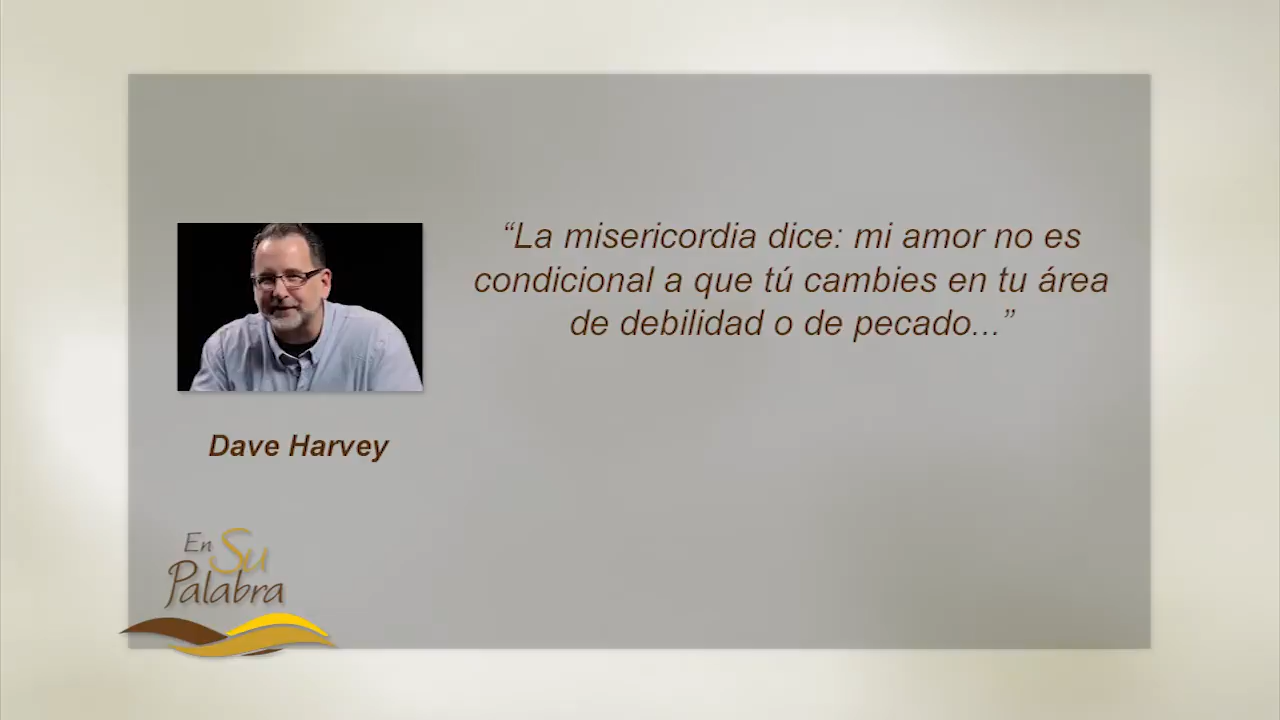 “La misericordia dice: mi amor no es
condicional a que tú cambies en tu área
de debilidad o de pecado...”
Dave Harvey
En Su
Palabra